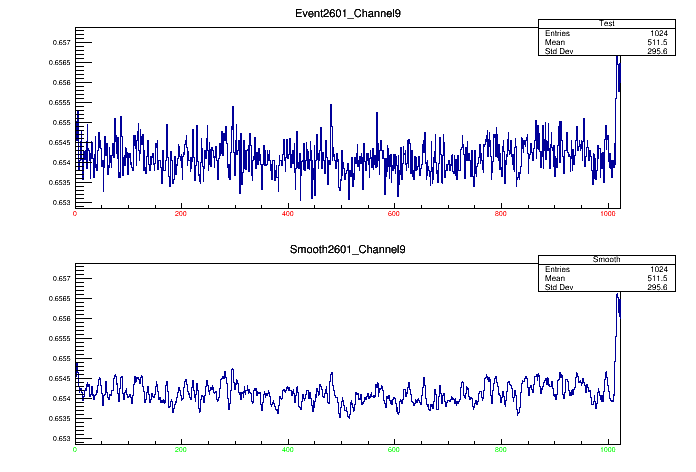 Event2601_Channel9
Test
Entries 1024
Mean 511.5
Std Dev 295.6
0.657
0.6565
0.656
0.6555
0.655
0.6545
0.654
0.6535
0.653
0 200 400 600 800 1000
Smooth2601_Channel9
Smooth
Entries 1024
Mean 511.5
Std Dev 295.6
0.657
0.6565
0.656
0.6555
0.655
0.6545
0.654
0.6535
0.653
0 200 400 600 800 1000